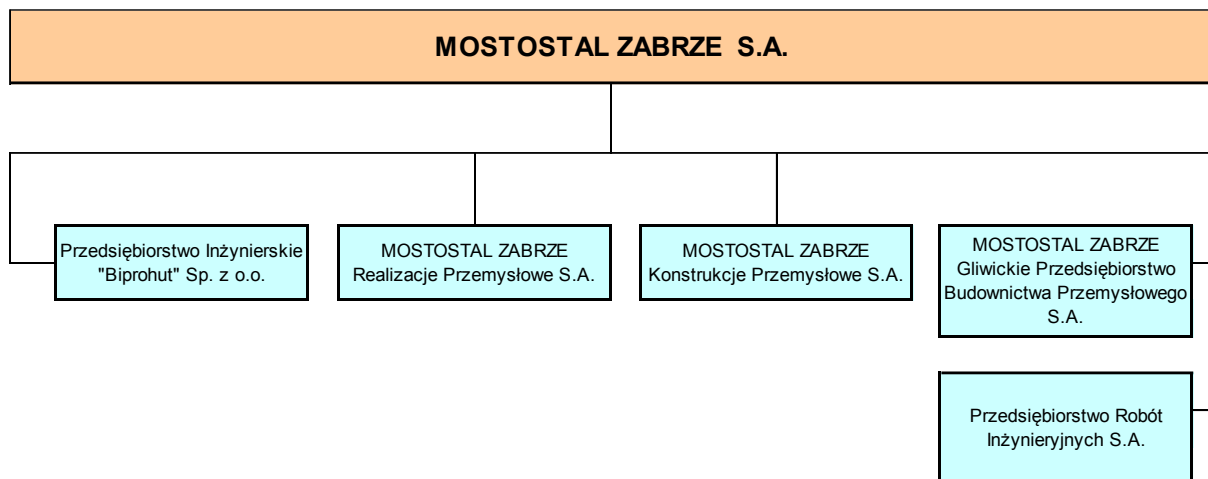 MOSTOSTAL ZABRZE S.A.
Przedsiębiorstwo Inżynierskie
"Biprohut" Sp. z o.o.
MOSTOSTAL ZABRZE
Realizacje Przemysłowe S.A.
MOSTOSTAL ZABRZE
Konstrukcje Przemysłowe S.A.
MOSTOSTAL ZABRZE
Gliwickie Przedsiębiorstwo
Budownictwa Przemysłowego
S.A.
Przedsiębiorstwo Robót
Inżynieryjnych S.A.